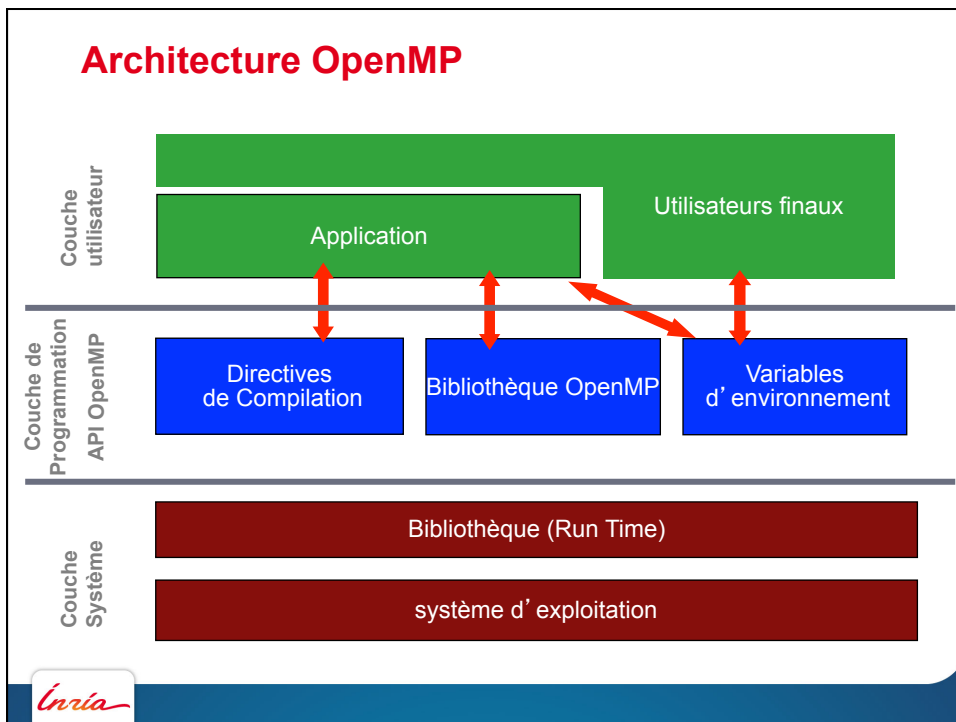 Architecture OpenMP
Couche
utilisateur
Utilisateurs finaux
Application
Couche de
Programmation
API OpenMP
Directives
de Compilation
Bibliothèque OpenMP
Variables
d’environnement
Couche
Système
Bibliothèque (Run Time)
système d’exploitation
Inria